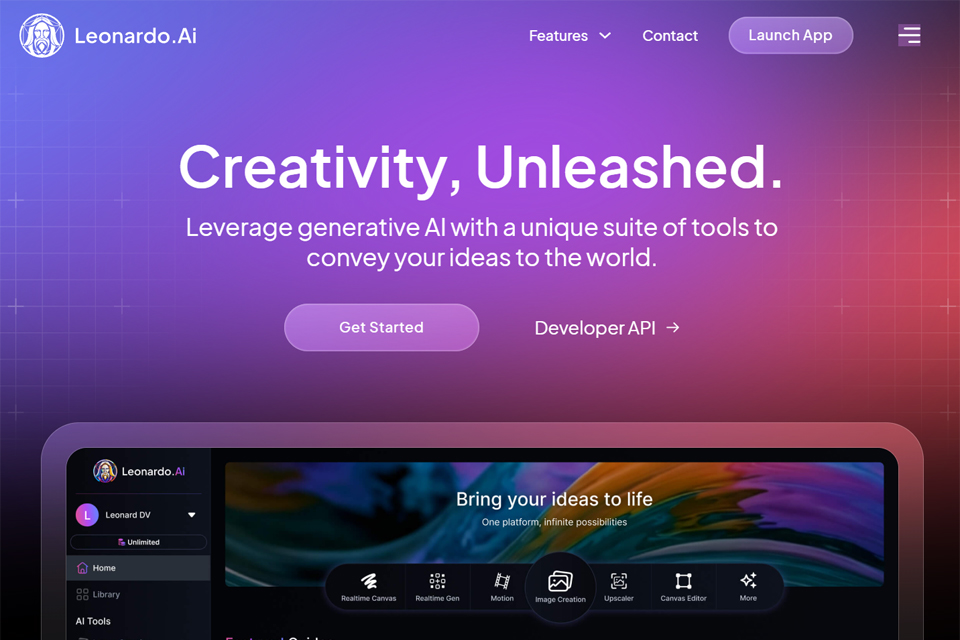 Leonardo.Ai
Features
Contact
Launch App
Creativity, Unleashed.
Leverage generative AI with a unique suite of tools to
convey your ideas to the world.
Get Started
Developer API →
Leonardo.Ai
L
Leonard DV
Unlimited
Home
Library
AI Tools
Bring your ideas to life
One platform, infinite possibilities
Realtime Canvas
Realtime Gen
Motion
Image Creation
Upscaler
Canvas Editor
More